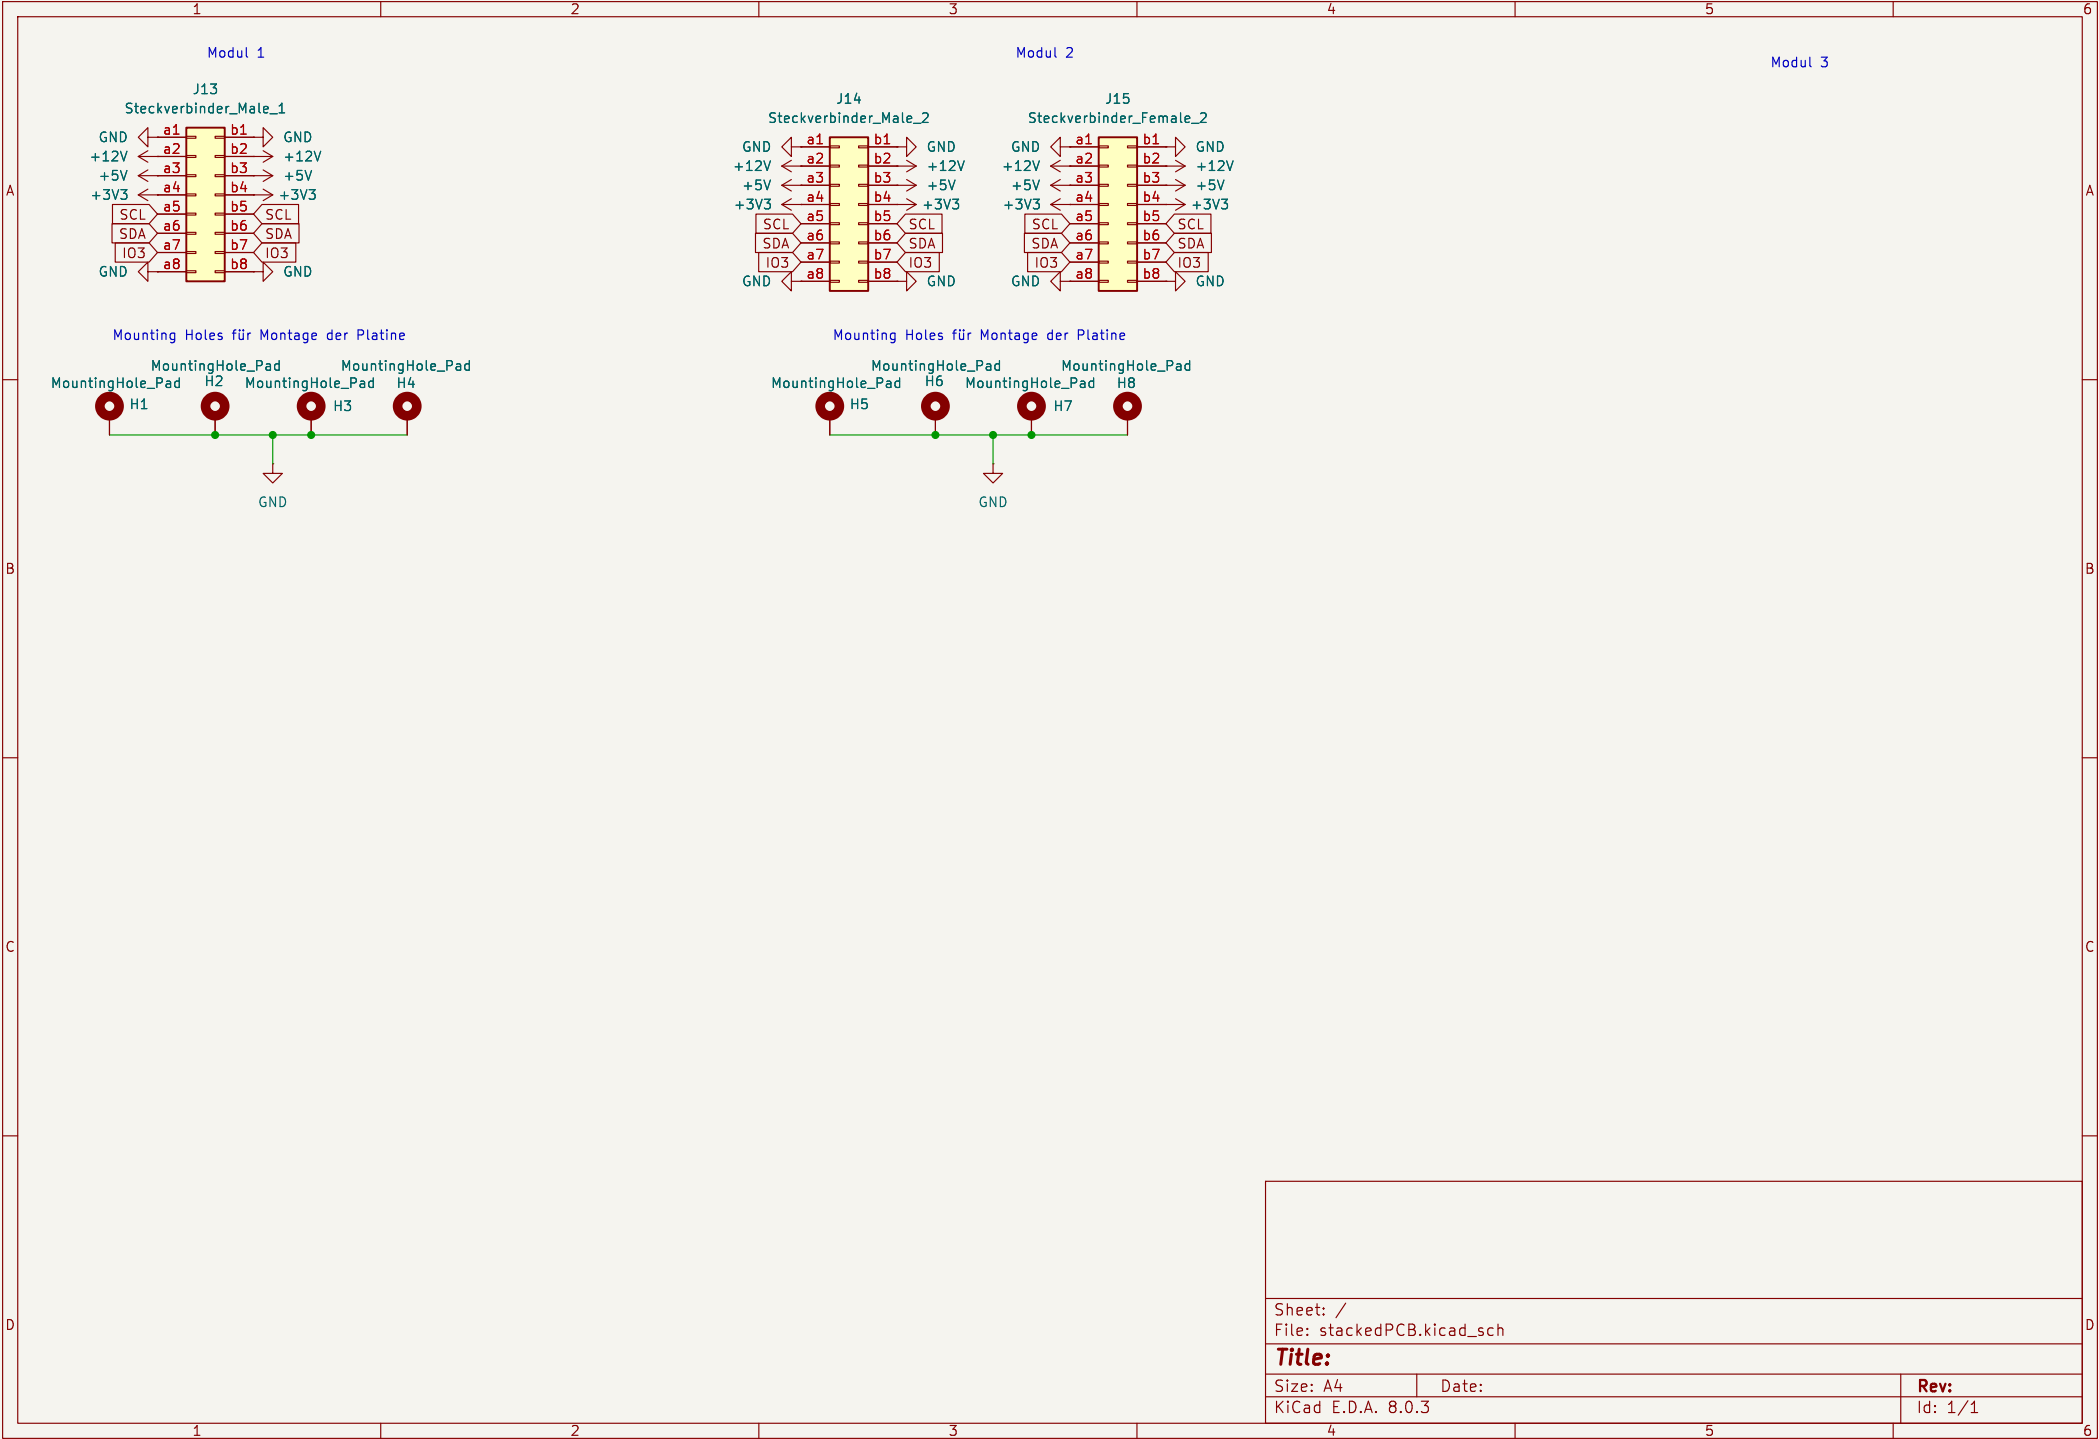 1 2 3 4 5 6
Modul 1
Modul 2
Modul 3
J13
Steckverbinder_Male_1
GND a1 b1 GND
+12V a2 b2 +12V
+5V a3 b3 +5V
+3V3 a4 b4 +3V3
SCL a5 b5 SCL
SDA a6 b6 SDA
IO3 a7 b7 IO3
GND a8 b8 GND
J14
Steckverbinder_Male_2
GND a1 b1 GND
+12V a2 b2 +12V
+5V a3 b3 +5V
+3V3 a4 b4 +3V3
SCL a5 b5 SCL
SDA a6 b6 SDA
IO3 a7 b7 IO3
GND a8 b8 GND
J15
Steckverbinder_Female_2
GND a1 b1 GND
+12V a2 b2 +12V
+5V a3 b3 +5V
+3V3 a4 b4 +3V3
SCL a5 b5 SCL
SDA a6 b6 SDA
IO3 a7 b7 IO3
GND a8 b8 GND
A A
Mounting Holes für Montage der Platine
MountingHole_Pad MountingHole_Pad
MountingHole_Pad H2 MountingHole_Pad H4
H1 H3
GND
Mounting Holes für Montage der Platine
MountingHole_Pad MountingHole_Pad
MountingHole_Pad H6 MountingHole_Pad H8
H5 H7
GND
B B
C C
D D
Sheet: /
File: stackedPCB.kicad_sch
Title:
Size: A4 Date: Rev:
KiCad E.D.A. 8.0.3 Id: 1/1
1 2 3 4 5 6